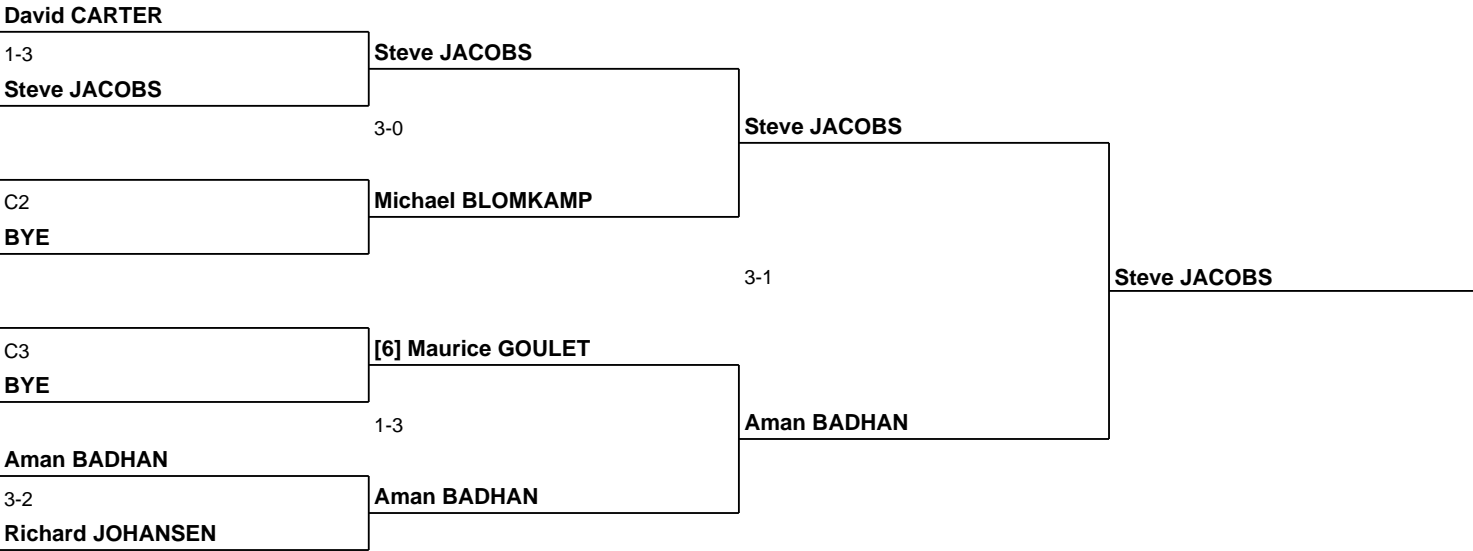 David CARTER
1-3
Steve JACOBS
C2
BYE
C3
BYE
Aman BADHAN
3-2
Richard JOHANSEN
Steve JACOBS
3-0
Michael BLOMKAMP
[6] Maurice GOULET
1-3
Aman BADHAN
Steve JACOBS
3-1
Aman BADHAN
Steve JACOBS